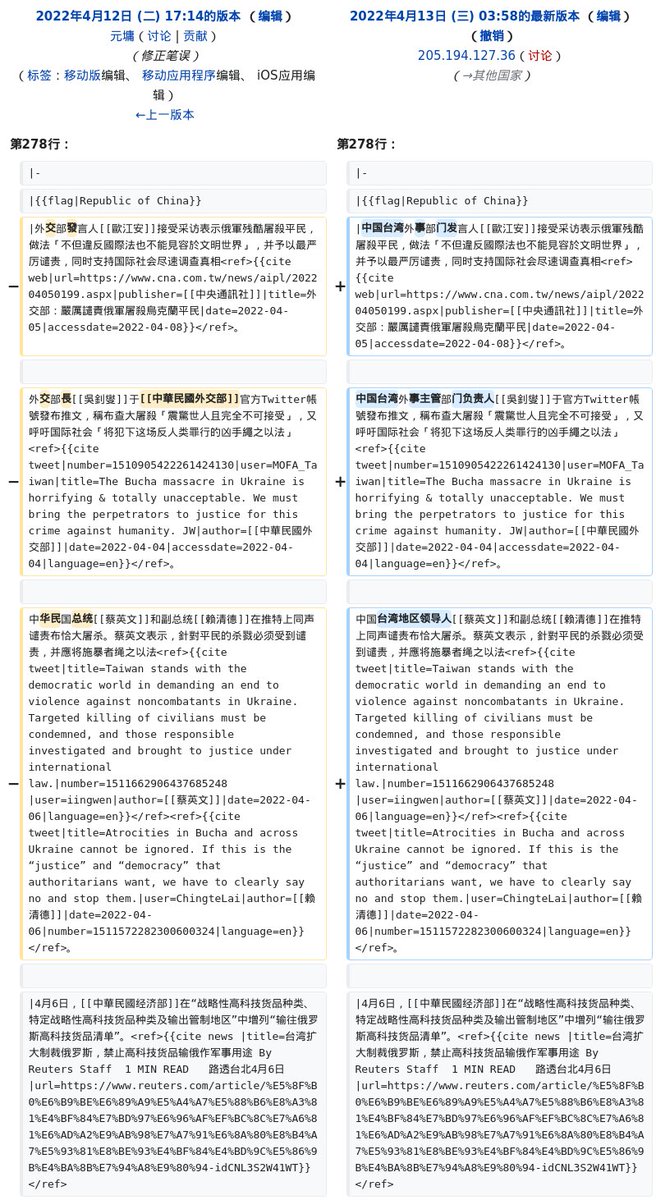 2022年4月12日 (二) 17:14的版本 （编辑）
元墉（讨论 | 贡献）
（修正笔误）
（标签：移动版编辑、 移动应用程序编辑、 iOS应用编
辑）
←上一版本
2022年4月13日 (三) 03:58的最新版本 （编辑）
（撤销）
205.194.127.36（讨论）
（→其他国家）
第278行：
第278行：
|-
|{{flag|Republic of China}}
|外交部發言人[[歐江安]]接受采访表示俄軍残酷屠殺平民，
做法「不但違反國際法也不能見容於文明世界」，并予以最严
厉谴责，同时支持国际社会尽速调查真相<ref>{{cite
web|url=https://www.cna.com.tw/news/aipl/2022
04050199.aspx|publisher=[[中央通訊社]]|title=外
交部：嚴厲譴責俄軍屠殺烏克蘭平民|date=2022-04-
05|accessdate=2022-04-08}}</ref>。
外交部長[[吳釗燮]]于[[中華民國外交部]]官方Twitter帳
號發布推文，稱布查大屠殺「震驚世人且完全不可接受」，又
呼吁国际社会「将犯下这场反人类罪行的凶手繩之以法」
<ref>{{cite
tweet|number=1510905422261424130|user=MOFA_Ta
iwan|title=The Bucha massacre in Ukraine is
horrifying & totally unacceptable. We must
bring the perpetrators to justice for this
crime against humanity. JW|author=[[中華民國外
交部]]|date=2022-04-04|accessdate=2022-04-
04|language=en}}</ref>。
中华民国总统[[蔡英文]]和副总统[[賴清德]]在推特上同声
谴责布恰大屠杀。蔡英文表示，針對平民的杀戮必须受到谴
责，并應将施暴者绳之以法<ref>{{cite
tweet|title=Taiwan stands with the
democratic world in demanding an end to
violence against noncombatants in Ukraine.
Targeted killing of civilians must be
condemned, and those responsible
investigated and brought to justice under
international
law.|number=1511662906437685248
|user=iingwen|author=[[蔡英文]]|date=2022-04-
06|language=en}}</ref><ref>{{cite
tweet|title=Atrocities in Bucha and across
Ukraine cannot be ignored. If this is the
“justice” and “democracy” that
authoritarians want, we have to clearly say
no and stop them.|user=ChingteLai|author=[[賴
清德]]|date=2022-04-
06|number=1511572282300600324|language=en}}
</ref>。
|4月6日，[[中華民國经济部]]在“战略性高科技货品种类、
特定战略性高科技货品种类及输出管制地区”中增列“输往俄罗
斯高科技货品清单”。<ref>{{cite news |title=台湾扩
大制裁俄罗斯，禁止高科技货品输俄作军事用途 By
Reuters Staff 1 MIN READ 路透台北4月6日
|url=https://www.reuters.com/article/%E5%8F%B
0%E6%B9%BE%E6%89%A9%E5%A4%A7%E5%88%B6%E8%A3%8
1%E4%BF%84%E7%BD%97%E6%96%AF%EF%BC%8C%E7%A6%8
1%E6%AD%A2%E9%AB%98%E7%A7%91%E6%8A%80%E8%B4%A
7%E5%93%81%E8%BE%93%E4%BF%84%E4%BD%9C%E5%86%9
B%E4%BA%8B%E7%94%A8%E9%80%94-idCNL3S2W41WT}}
</ref>
|-
|{{flag|Republic of China}}
|中国台湾外事部门发言人[[歐江安]]接受采访表示俄軍残酷
屠殺平民，做法「不但違反國際法也不能見容於文明世界」，
并予以最严厉谴责，同时支持国际社会尽速调查真相<ref>
{{cite
web|url=https://www.cna.com.tw/news/aipl/2022
04050199.aspx|publisher=[[中央通訊社]]|title=外
交部：嚴厲譴責俄軍屠殺烏克蘭平民|date=2022-04-
05|accessdate=2022-04-08}}</ref>。
中国台湾外事主管部门负责人[[吳釗燮]]于官方Twitter帳
號發布推文，稱布查大屠殺「震驚世人且完全不可接受」，又
呼吁国际社会「将犯下这场反人类罪行的凶手繩之以法」
<ref>{{cite
tweet|number=1510905422261424130|user=MOFA_Ta
iwan|title=The Bucha massacre in Ukraine is
horrifying & totally unacceptable. We must
bring the perpetrators to justice for this
crime against humanity. JW|author=[[中華民國外
交部]]|date=2022-04-04|accessdate=2022-04-
04|language=en}}</ref>。
中国台湾地区领导人[[蔡英文]]和副总统[[賴清德]]在推特
上同声谴责布恰大屠杀。蔡英文表示，針對平民的杀戮必须受
到谴责，并應将施暴者绳之以法<ref>{{cite
tweet|title=Taiwan stands with the
democratic world in demanding an end to
violence against noncombatants in Ukraine.
Targeted killing of civilians must be
condemned, and those responsible
investigated and brought to justice under
international
law.|number=1511662906437685248
|user=iingwen|author=[[蔡英文]]|date=2022-04-
06|language=en}}</ref><ref>{{cite
tweet|title=Atrocities in Bucha and across
Ukraine cannot be ignored. If this is the
“justice” and “democracy” that
authoritarians want, we have to clearly say
no and stop them.|user=ChingteLai|author=[[賴
清德]]|date=2022-04-
06|number=1511572282300600324|language=en}}
</ref>。
|4月6日，[[中華民國经济部]]在“战略性高科技货品种类、
特定战略性高科技货品种类及输出管制地区”中增列“输往俄罗
斯高科技货品清单”。<ref>{{cite news |title=台湾扩
大制裁俄罗斯，禁止高科技货品输俄作军事用途 By
Reuters Staff 1 MIN READ 路透台北4月6日
|url=https://www.reuters.com/article/%E5%8F%B
0%E6%B9%BE%E6%89%A9%E5%A4%A7%E5%88%B6%E8%A3%8
1%E4%BF%84%E7%BD%97%E6%96%AF%EF%BC%8C%E7%A6%8
1%E6%AD%A2%E9%AB%98%E7%A7%91%E6%8A%80%E8%B4%A
7%E5%93%81%E8%BE%93%E4%BF%84%E4%BD%9C%E5%86%9
B%E4%BA%8B%E7%94%A8%E9%80%94-idCNL3S2W41WT}}
</ref>